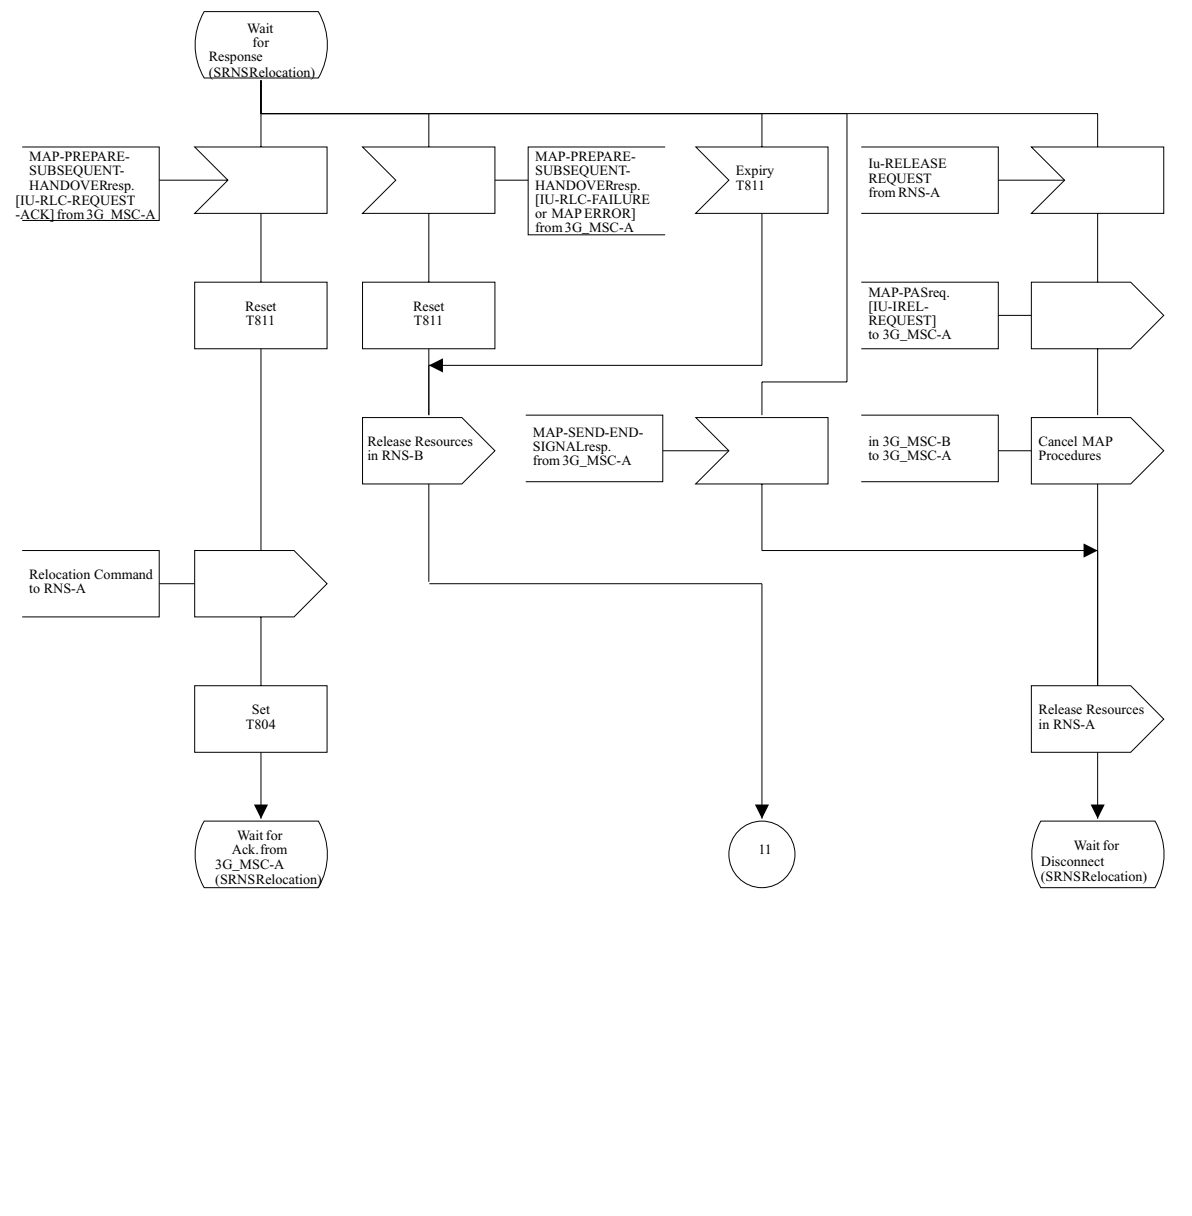 Wait
for
Response
(SRNSRelocation)
MAP-PREPARE-
SUBSEQUENT-
HANDOVERresp.
[IU-RLC-REQUEST
-ACK] from 3G_MSC-A
MAP-PREPARE-
SUBSEQUENT-
HANDOVERresp.
[IU-RLC-FAILURE
or MAP ERROR]
from 3G_MSC-A
Expiry
T811
Iu-RELEASE
REQUEST
from RNS-A
Reset
T811
Reset
T811
MAP-PASreq.
[IU-IREL-
REQUEST]
to 3G_MSC-A
Release Resources
in RNS-B
MAP-SEND-END-
SIGNALresp.
from 3G_MSC-A
in 3G_MSC-B
to 3G_MSC-A
Cancel MAP
Procedures
Relocation Command
to RNS-A
Set
T804
Release Resources
in RNS-A
Wait for
Ack. from
3G_MSC-A
(SRNSRelocation)
11
Wait for
Disconnect
(SRNSRelocation)